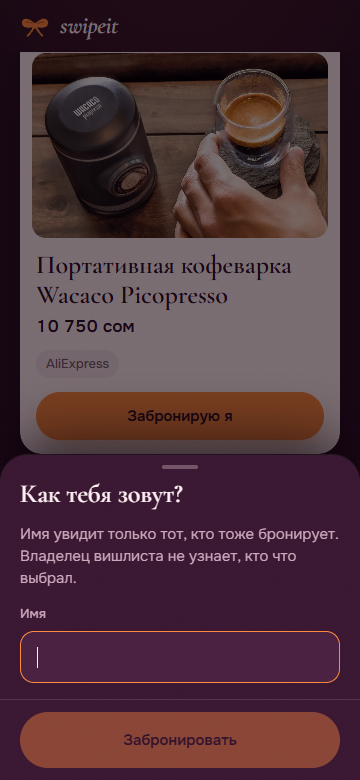 swipeit
WACACO
Picopresso
Портативная кофеварка
Wacaco Picopresso
10 750 сом
AliExpress
Забронирую я
Как тебя зовут?
Имя увидит только тот, кто тоже бронирует.
Владелец вишлиста не узнает, кто что
выбрал.
Имя
Забронировать